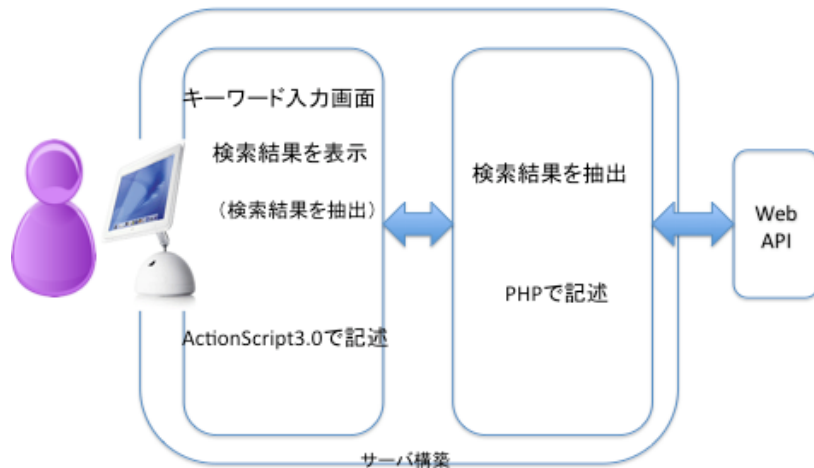 キーワード入力画面
検索結果を表示
（検索結果を抽出）
ActionScript3.0で記述
検索結果を抽出
PHPで記述
Web
API
サーバ構築